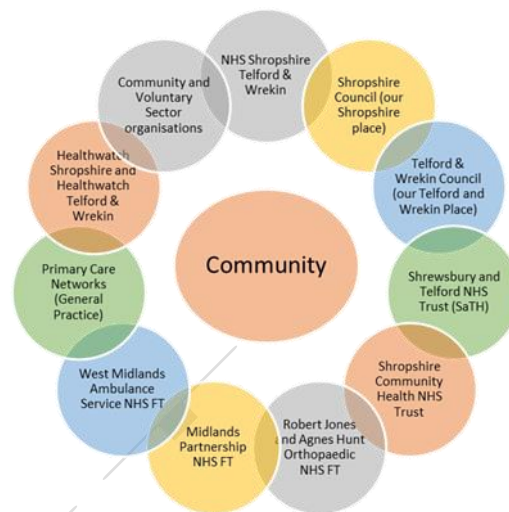 NHS Shropshire
Telford &
Wrekin
Shropshire
Council (our
Shropshire
place)
Telford &
Wrekin Council
(our Telford and
Wrekin Place)
Shrewsbury and
Telford NHS
Trust (SaTH)
Shropshire
Community
Health NHS
Trust
Robert Jones
and Agnes Hunt
Orthopaedic
NHS FT
Midlands
Partnership
NHS FT
West Midlands
Ambulance
Service NHS FT
Primary Care
Networks
(General
Practice)
Healthwatch
Shropshire and
Healthwatch
Telford &
Wrekin
Community and
Voluntary
Sector
organisations
Community